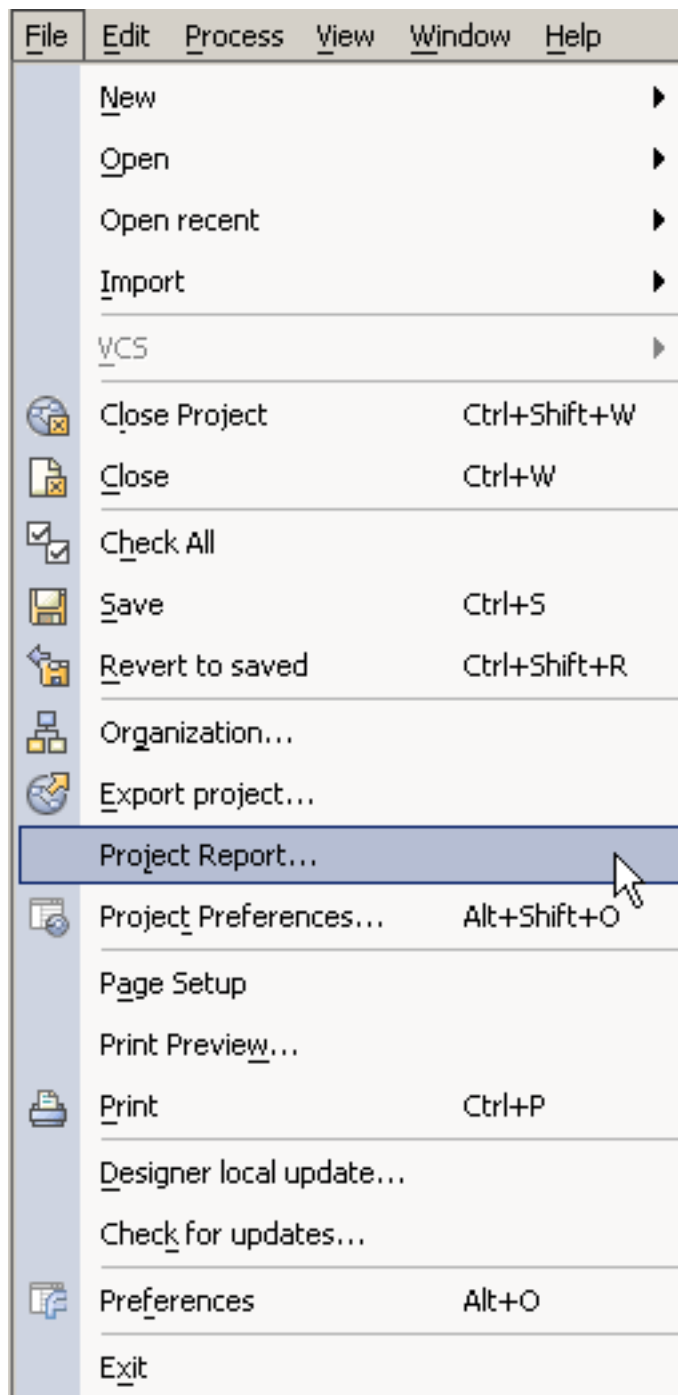 File Edit Process View Window Help
New
Open
Open recent
Import
VCS
Close Project Ctrl+Shift+W
Close Ctrl+W
Check All
Save Ctrl+S
Revert to saved Ctrl+Shift+R
Organization...
Export project...
Project Report...
Project Preferences... Alt+Shift+O
Page Setup
Print Preview...
Print Ctrl+P
Designer local update...
Check for updates...
Preferences Alt+O
Exit